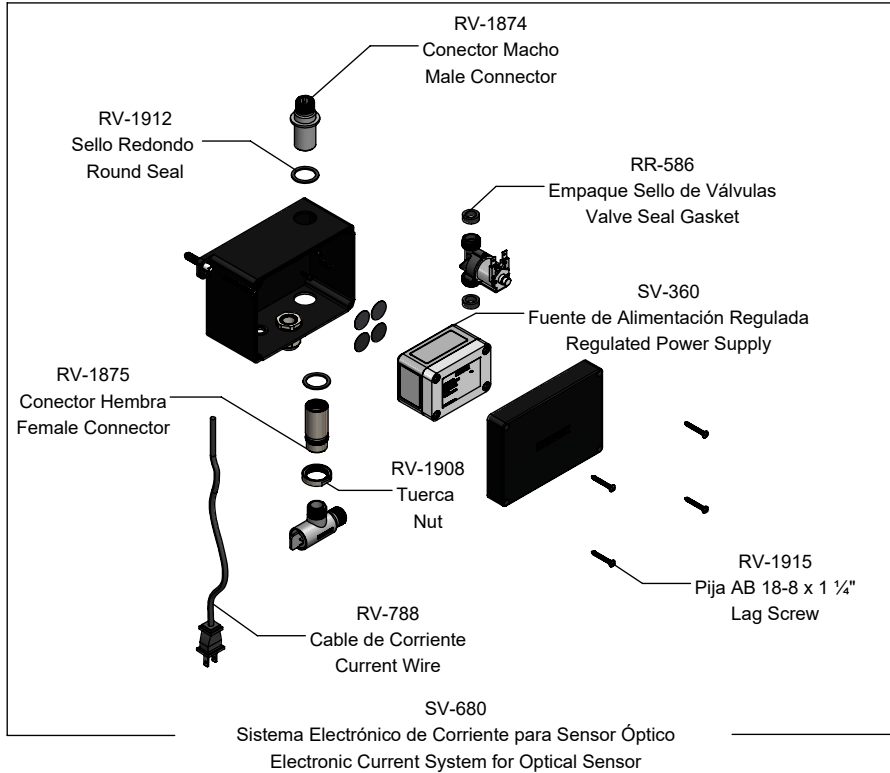 RV-1874
Conector Macho
Male Connector
RV-1912
Sello Redondo
Round Seal
RR-586
Empaque Sello de Válvulas
Valve Seal Gasket
SV-360
Fuente de Alimentación Regulada
Regulated Power Supply
RV-1875
Conector Hembra
Female Connector
RV-1908
Tuerca
Nut
RV-1915
Pija AB 18-8 x 1 ¼"
Lag Screw
RV-788
Cable de Corriente
Current Wire
SV-680
Sistema Electrónico de Corriente para Sensor Óptico
Electronic Current System for Optical Sensor